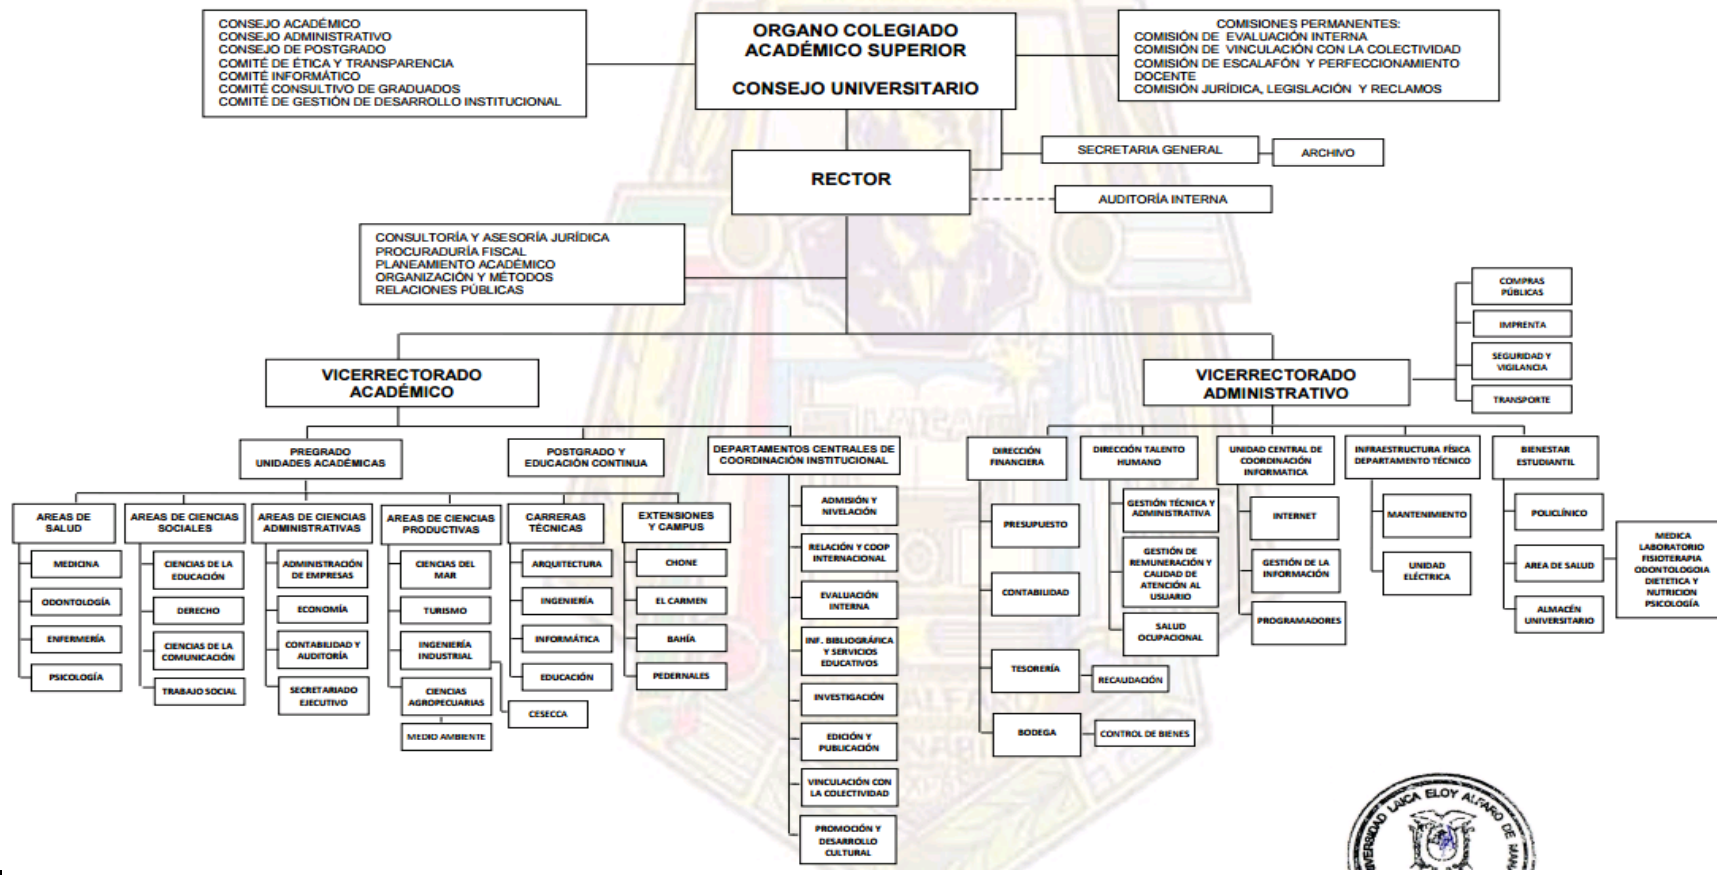 CONSEJO ACADÉMICO
CONSEJO ADMINISTRATIVO
CONSEJO DE POSTGRADO
COMITÉ DE ÉTICA Y TRANSPARENCIA
COMITÉ INFORMÁTICO
COMITÉ CONSULTIVO DE GRADUADOS
COMITÉ DE GESTIÓN DE DESARROLLO INSTITUCIONAL
ORGANO COLEGIADO
ACADÉMICO SUPERIOR
CONSEJO UNIVERSITARIO
COMISIONES PERMANENTES:
COMISIÓN DE EVALUACIÓN INTERNA
COMISIÓN DE VINCULACIÓN CON LA COLECTIVIDAD
COMISIÓN DE ESCALAFÓN Y PERFECCIONAMIENTO
DOCENTE
COMISIÓN JURÍDICA, LEGISLACIÓN Y RECLAMOS
SECRETARIA GENERAL
ARCHIVO
RECTOR
AUDITORÍA INTERNA
CONSULTORÍA Y ASESORÍA JURÍDICA
PROCURADURÍA FISCAL
PLANEAMIENTO ACADÉMICO
ORGANIZACIÓN Y MÉTODOS
RELACIONES PÚBLICAS
COMPRAS
PÚBLICAS
IMPRENTA
SEGURIDAD Y
VIGILANCIA
TRANSPORTE
VICERRECTORADO
ACADÉMICO
VICERRECTORADO
ADMINISTRATIVO
PREGRADO
UNIDADES ACADÉMICAS
POSTGRADO Y
EDUCACIÓN CONTINUA
DEPARTAMENTOS CENTRALES DE
COORDINACIÓN INSTITUCIONAL
DIRECCIÓN
FINANCIERA
DIRECCIÓN TALENTO
HUMANO
UNIDAD CENTRAL DE
COORDINACIÓN
INFORMATICA
INFRAESTRUCTURA FÍSICA
DEPARTAMENTO TÉCNICO
BIENESTAR
ESTUDIANTIL
AREAS DE
SALUD
MEDICINA
ODONTOLOGÍA
ENFERMERÍA
PSICOLOGÍA
AREAS DE CIENCIAS
SOCIALES
CIENCIAS DE LA
EDUCACIÓN
DERECHO
CIENCIAS DE LA
COMUNICACIÓN
TRABAJO SOCIAL
AREAS DE CIENCIAS
ADMINISTRATIVAS
ADMINISTRACIÓN
DE EMPRESAS
ECONOMÍA
CONTABILIDAD Y
AUDITORÍA
SECRETARIADO
EJECUTIVO
AREAS DE CIENCIAS
PRODUCTIVAS
CIENCIAS DEL
MAR
TURISMO
INGENIERÍA
INDUSTRIAL
CIENCIAS
AGROPECUARIAS
MEDIO AMBIENTE
CESECCA
CARRERAS
TÉCNICAS
ARQUITECTURA
INGENIERÍA
INFORMÁTICA
EDUCACIÓN
EXTENSIONES
Y CAMPUS
CHONE
EL CARMEN
BAHÍA
PEDERNALES
ADMISIÓN Y
NIVELACIÓN
RELACIÓN Y COOP
INTERNACIONAL
EVALUACIÓN
INTERNA
INF. BIBLIOGRÁFICA
Y SERVICIOS
EDUCATIVOS
INVESTIGACIÓN
EDICIÓN Y
PUBLICACIÓN
VINCULACIÓN CON
LA COLECTIVIDAD
PROMOCIÓN Y
DESARROLLO
CULTURAL
PRESUPUESTO
CONTABILIDAD
TESORERÍA
RECAUDACIÓN
BODEGA
CONTROL DE BIENES
GESTIÓN TÉCNICA Y
ADMINISTRATIVA
GESTIÓN DE
REMUNERACIÓN Y
CALIDAD DE
ATENCIÓN AL
USUARIO
SALUD
OCUPACIONAL
INTERNET
GESTIÓN DE LA
INFORMACIÓN
PROGRAMADORES
MANTENIMIENTO
UNIDAD
ELÉCTRICA
POLICLÍNICO
AREA DE SALUD
ALMACÉN
UNIVERSITARIO
MEDICA
LABORATORIO
FISIOTERAPIA
ODONTOLOGOIA
DIETETICA Y
NUTRICION
PSICOLOGÍA
LAICA
ALFARO
LAICA ELOY ALFARO DE